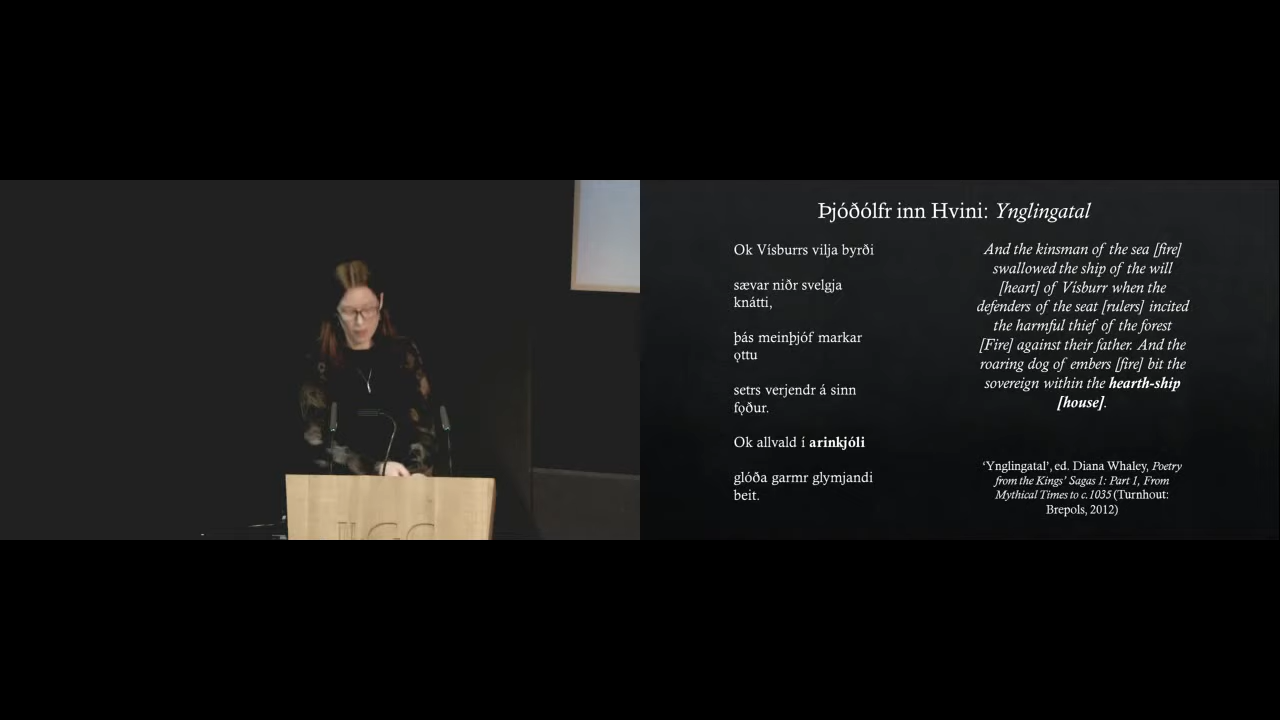 Þjóðólfr inn Hvini: Ynglingatal
Ok Vísburrs vilja byrði
sævar niðr svelgja
knátti,
þás meinþjóf markar
ǫttu
setrs verjendr á sinn
fǫður.
Ok allvald í arinkjóli
glóða garmr glymjandi
beit.
And the kinsman of the sea [fire]
swallowed the ship of the will
[heart] of Vísburr when the
defenders of the seat [rulers] incited
the harmful thief of the forest
[Fire] against their father. And the
roaring dog of embers [fire] bit the
sovereign within the hearth-ship
[house].
‘Ynglingatal’, ed. Diana Whaley, Poetry
from the Kings’ Sagas 1: Part 1, From
Mythical Times to c.1035 (Turnhout:
Brepols, 2012)